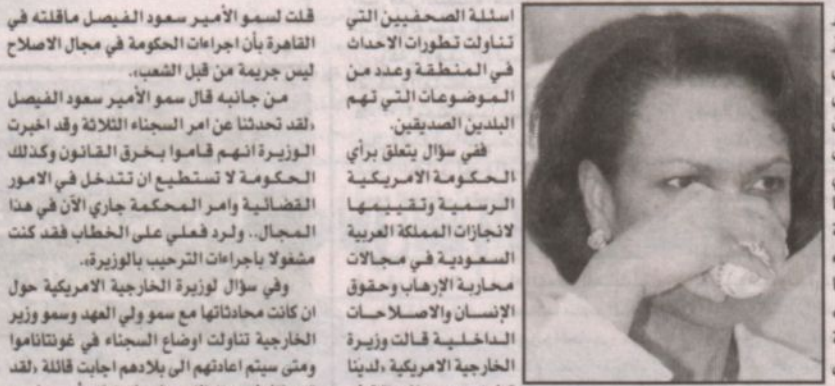 اسئلة الصحفيين التي
تناولت تطورات الاحداث
في المنطقة وعدد من
الموضوعات التي تهم
البلدين الصديقين.
ففي سؤال يتعلق برأي
الحكومة الامريكية
الرسمية وتقييمها
لانجازات المملكة العربية
السعودية في مجالات
محاربة الإرهاب وحقوق
الإنسان والاصلاحات
الداخلية قالت وزيرة
الخارجية الامريكية «لدينا
قلت لسمو الأمير سعود الفيصل ماقلته في
القاهرة بأن اجراءات الحكومة في مجال الاصلاح
ليس جريمة من قبل الشعب».
من جانبه قال سمو الأمير سعود الفيصل
«لقد تحدثنا عن امر السجناء الثلاثة وقد اخبرت
الوزيرة انهم قاموا بخرق القانون وكذلك
الحكومة لا تستطيع ان تتدخل في الامور
القضائية وامر المحكمة جاري الآن في هذا
المجال.. ولرد فعلي على الخطاب فقد كنت
مشغولا باجراءات الترحيب بالوزيرة».
وفي سؤال لوزيرة الخارجية الامريكية حول
ان كانت محادثاتها مع سمو ولي العهد وسمو وزير
الخارجية تناولت اوضاع السجناء في غونتاناموا
ومتى سيتم اعادتهم الى بلادهم اجابت قائلة «لقد